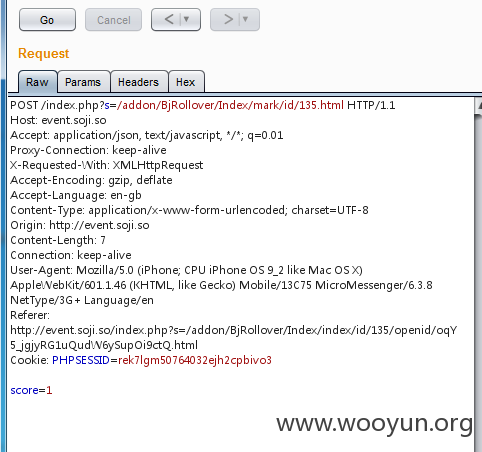 Go
Cancel
<
>
Request
Raw
Params
Headers
Hex
POST /index.php?s=/addon/BjRollover/Index/mark/id/135.html HTTP/1.1
Host: event.soji.so
Accept: application/json, text/javascript, */*; q=0.01
Proxy-Connection: keep-alive
X-Requested-With: XMLHttpRequest
Accept-Encoding: gzip, deflate
Accept-Language: en-gb
Content-Type: application/x-www-form-urlencoded; charset=UTF-8
Origin: http://event.soji.so
Content-Length: 7
Connection: keep-alive
User-Agent: Mozilla/5.0 (iPhone; CPU iPhone OS 9_2 like Mac OS X)
AppleWebKit/601.1.46 (KHTML, like Gecko) Mobile/13C75 MicroMessenger/6.3.8
NetType/3G+ Language/en
Referer:
http://event.soji.so/index.php?s=/addon/BjRollover/Index/index/id/135/openid/oqY
5_jgjyRG1uQudW6ySupOi9ctQ.html
Cookie: PHPSESSID=rek7lgm50764032ejh2cpbivo3
score=1
www.wooyun.org